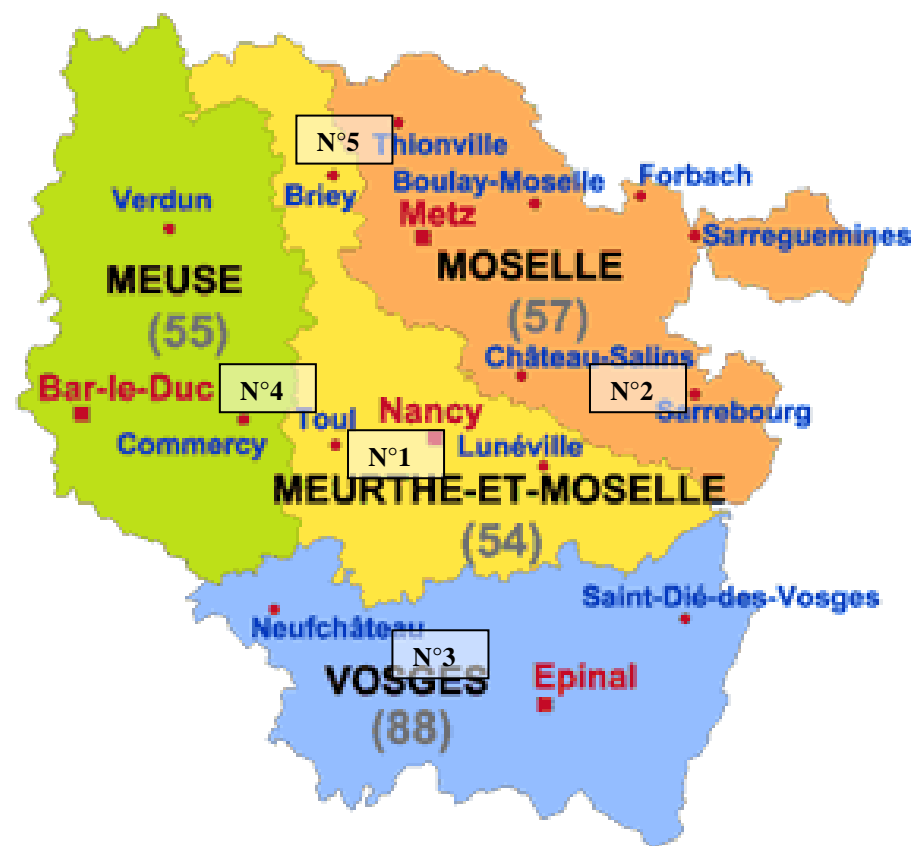 N°5
Thionville
Briey
Boulay-Moselle
Forbach
Verdun
Metz
Sarreguemines
MEUSE
(55)
MOSELLE
(57)
Château-Salins
Bar-le-Duc
N°4
N°2
Sarrebourg
Commercy
Toul
Nancy
N°1
Lunéville
MEURTHE-ET-MOSELLE
(54)
Saint-Dié-des-Vosges
Neufchâteau
N°3
VOSGES
(88)
Epinal